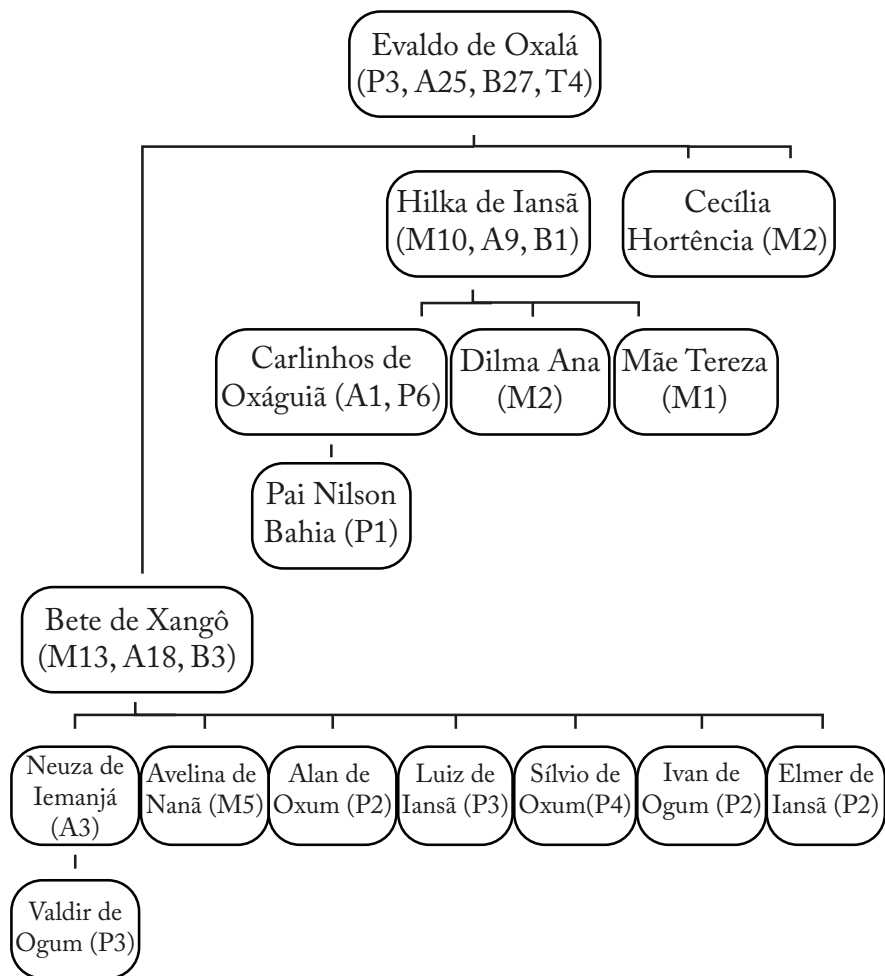 Evaldo de Oxalá
(P3, A25, B27, T4)
Hilka de Iansã
(M10, A9, B1)
Cecília
Hortência (M2)
Carlinhos de
Oxáguiã (A1, P6)
Dilma Ana
(M2)
Mãe Tereza
(M1)
Pai Nilson
Bahia (P1)
Bete de Xangô
(M13, A18, B3)
Neuza de
Iemanjá
(A3)
Avelina de
Nanã (M5)
Alan de
Oxum (P2)
Luiz de
Iansã (P3)
Sílvio de
Oxum(P4)
Ivan de
Ogum (P2)
Elmer de
Iansã (P2)
Valdir de
Ogum (P3)